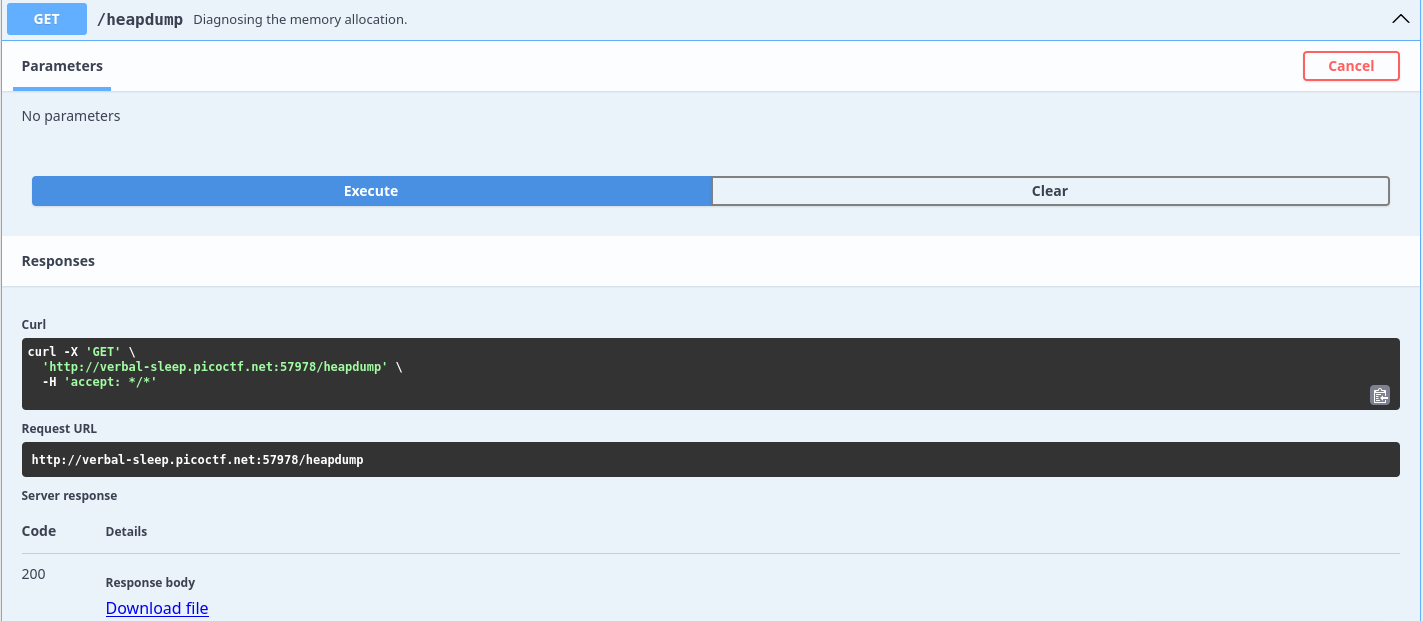 GET /heapdump Diagnosing the memory allocation.
Parameters Cancel
No parameters
Execute Clear
Responses
Curl
curl -X 'GET' \
  'http://verbal-sleep.picoctf.net:57978/heapdump' \
  -H 'accept: */*'
Request URL
http://verbal-sleep.picoctf.net:57978/heapdump
Server response
Code Details
200
Response body
Download file